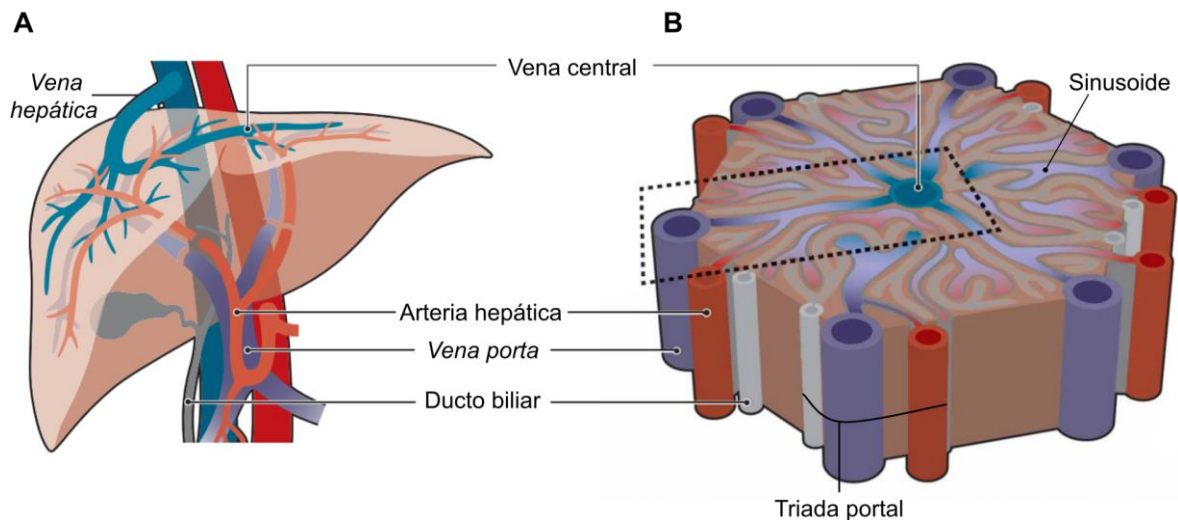 A
B
Vena
hepática
Vena central
Sinusoide
Arteria hepática
Vena porta
Ducto biliar
Triada portal